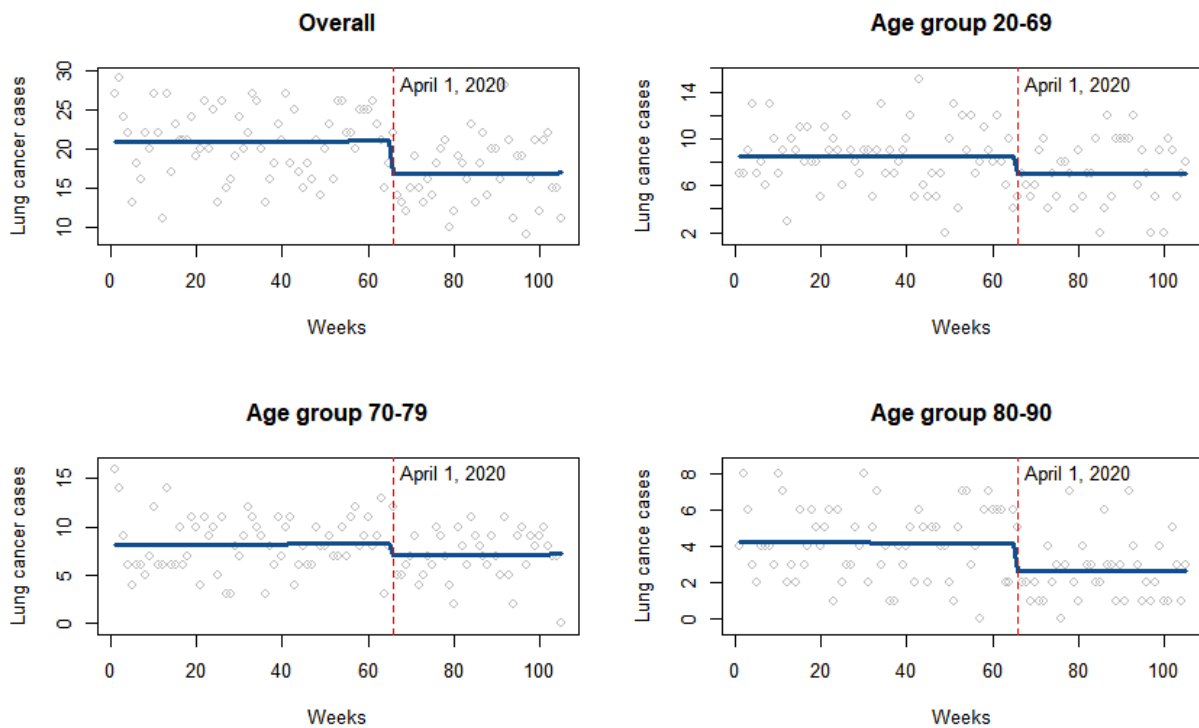 Overall
Lung cancer cases
30
25
20
15
10
April 1, 2020
0 20 40 60 80 100
Weeks
Age group 20-69
Lung cance cases
14
10
8
6
2
April 1, 2020
0 20 40 60 80 100
Weeks
Age group 70-79
Lung cancer cases
15
10
5
0
April 1, 2020
0 20 40 60 80 100
Weeks
Age group 80-90
Lung cancer cases
8
6
4
2
0
April 1, 2020
0 20 40 60 80 100
Weeks